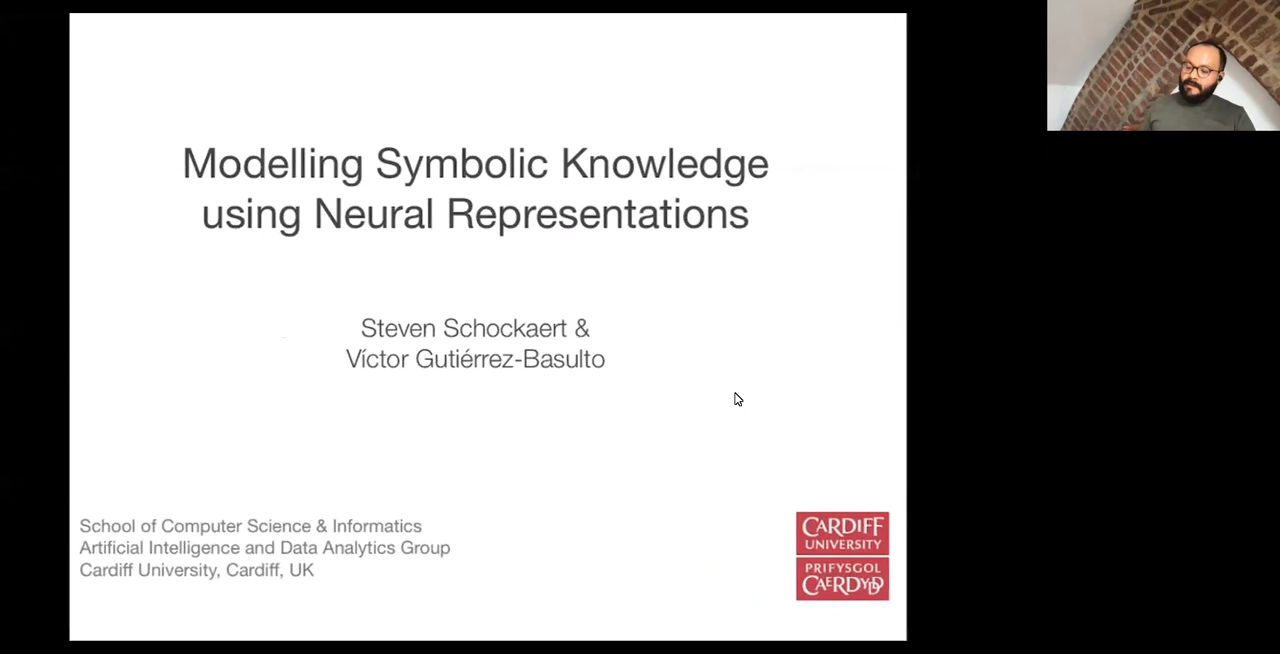 Modelling Symbolic Knowledge
using Neural Representations
Steven Schockaert &
Víctor Gutiérrez-Basulto
School of Computer Science & Informatics
Artificial Intelligence and Data Analytics Group
Cardiff University, Cardiff, UK
CARDIFF
UNIVERSITY
PRIFYSGOL
CAERDYDD